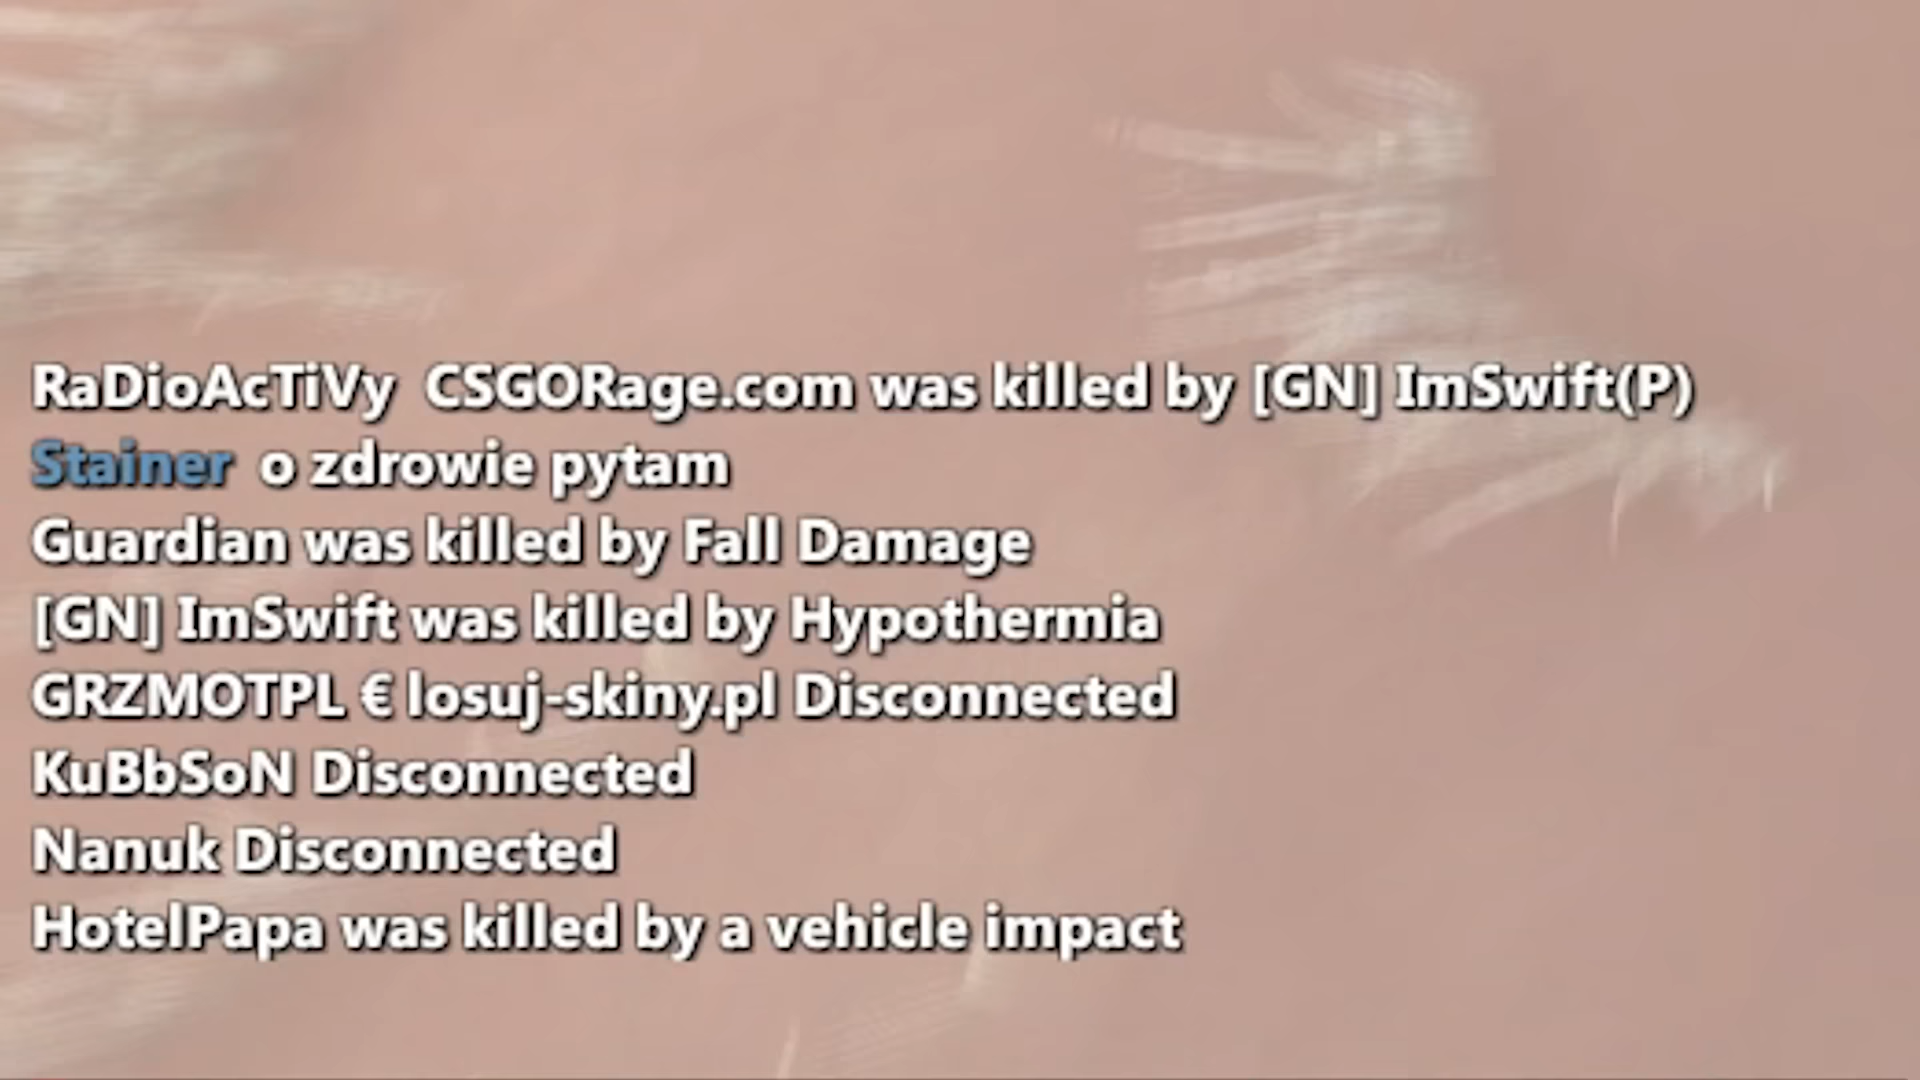 RaDioAcTiVy CSGORage.com was killed by [GN] ImSwift(P)
Stainer o zdrowie pytam
Guardian was killed by Fall Damage
[GN] ImSwift was killed by Hypothermia
GRZMOTPL € losuj-skiny.pl Disconnected
KuBbSoN Disconnected
Nanuk Disconnected
HotelPapa was killed by a vehicle impact